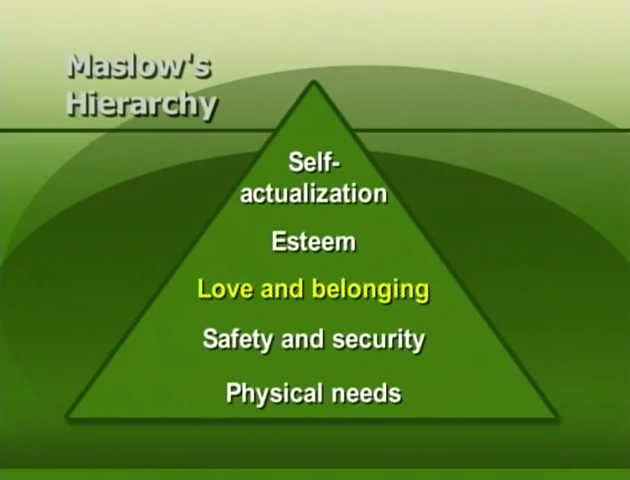 Maslow's
Hierarchy
Self-
actualization
Esteem
Love and belonging
Safety and security
Physical needs